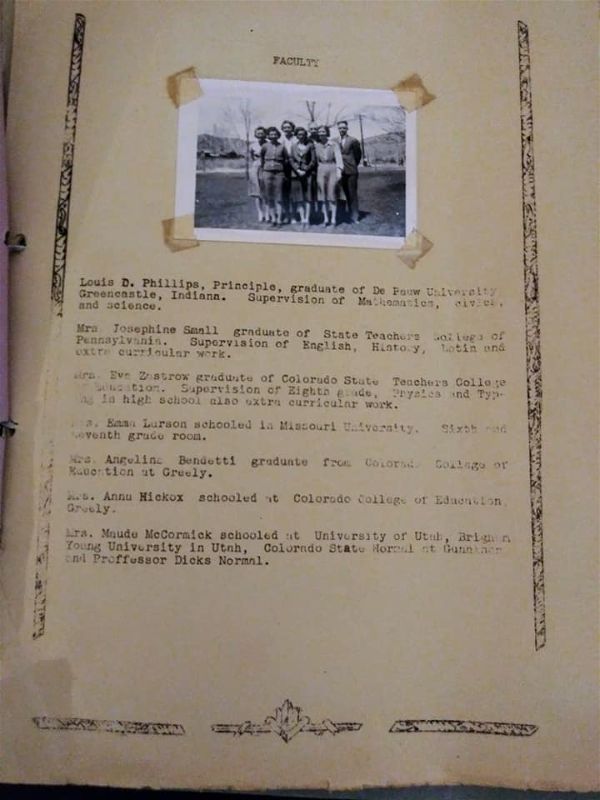 FACULTY
Louis D. Phillips, Principle, graduate of De Pauw University
Greencastle, Indiana. Supervision of Mathematics, civics,
and science.
Mrs Josephine Small graduate of State Teachers College of
Pennsylvania. Supervision of English, History, Latin and
extra curricular work.
Mrs. Eva Zastrow graduate of Colorado State Teachers College
Education. Supervision of Eighth grade, Physics and Typ-
ing in high school also extra curricular work.
Mrs. Emma Larson schooled in Missouri University. Sixth and
seventh grade room.
Mrs. Angelina Bendetti graduate from Colorado College of
Education at Greely.
Mrs. Anna Hickox schooled at Colorado College of Education,
Greely.
Mrs. Maude McCormick schooled at University of Utah, Brigham
Young University in Utah, Colorado State Normal at
and Proffessor Dicks Normal.